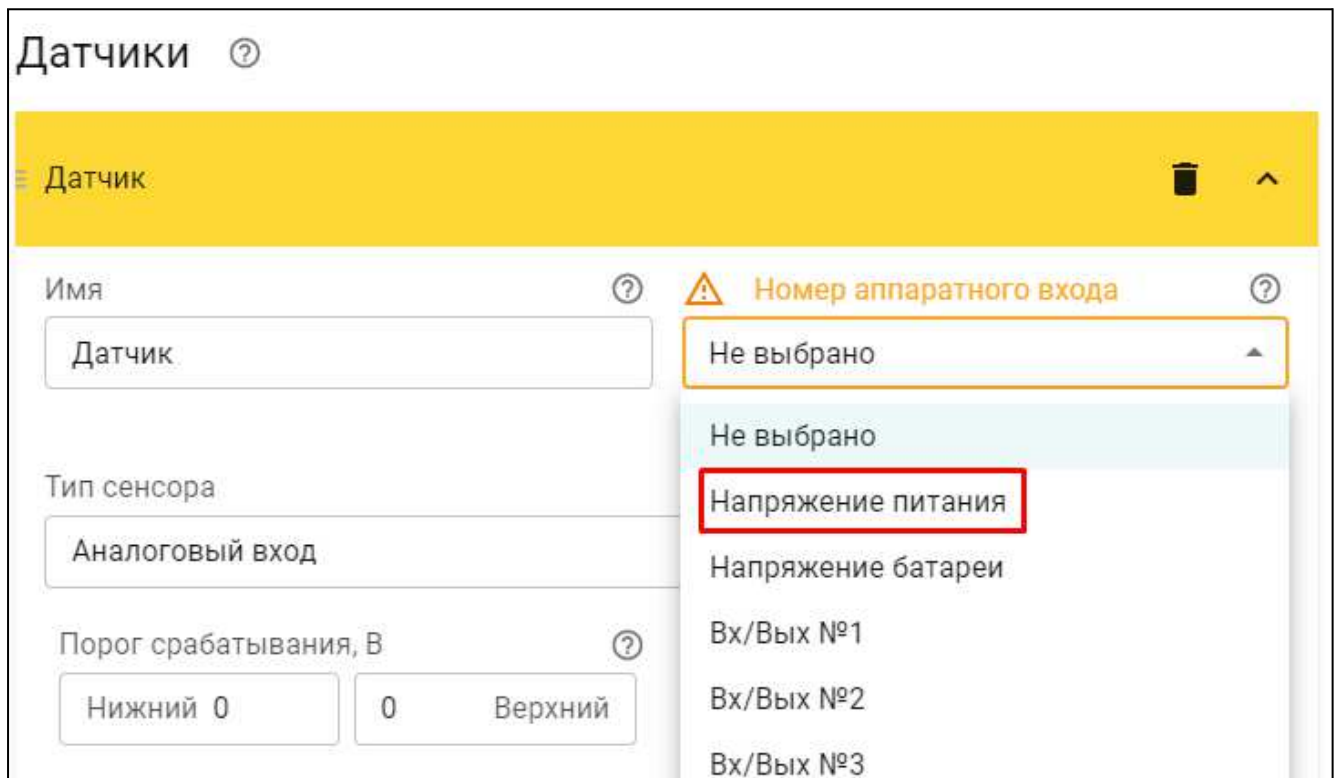 Датчики
Датчик
Имя
Номер аппаратного входа
Датчик
Не выбрано
Не выбрано
Тип сенсора
Напряжение питания
Аналоговый вход
Напряжение батареи
Порог срабатывания, В
Вх/Вых №1
Нижний 0
0 Верхний
Вх/Вых №2
Вх/Вых №3